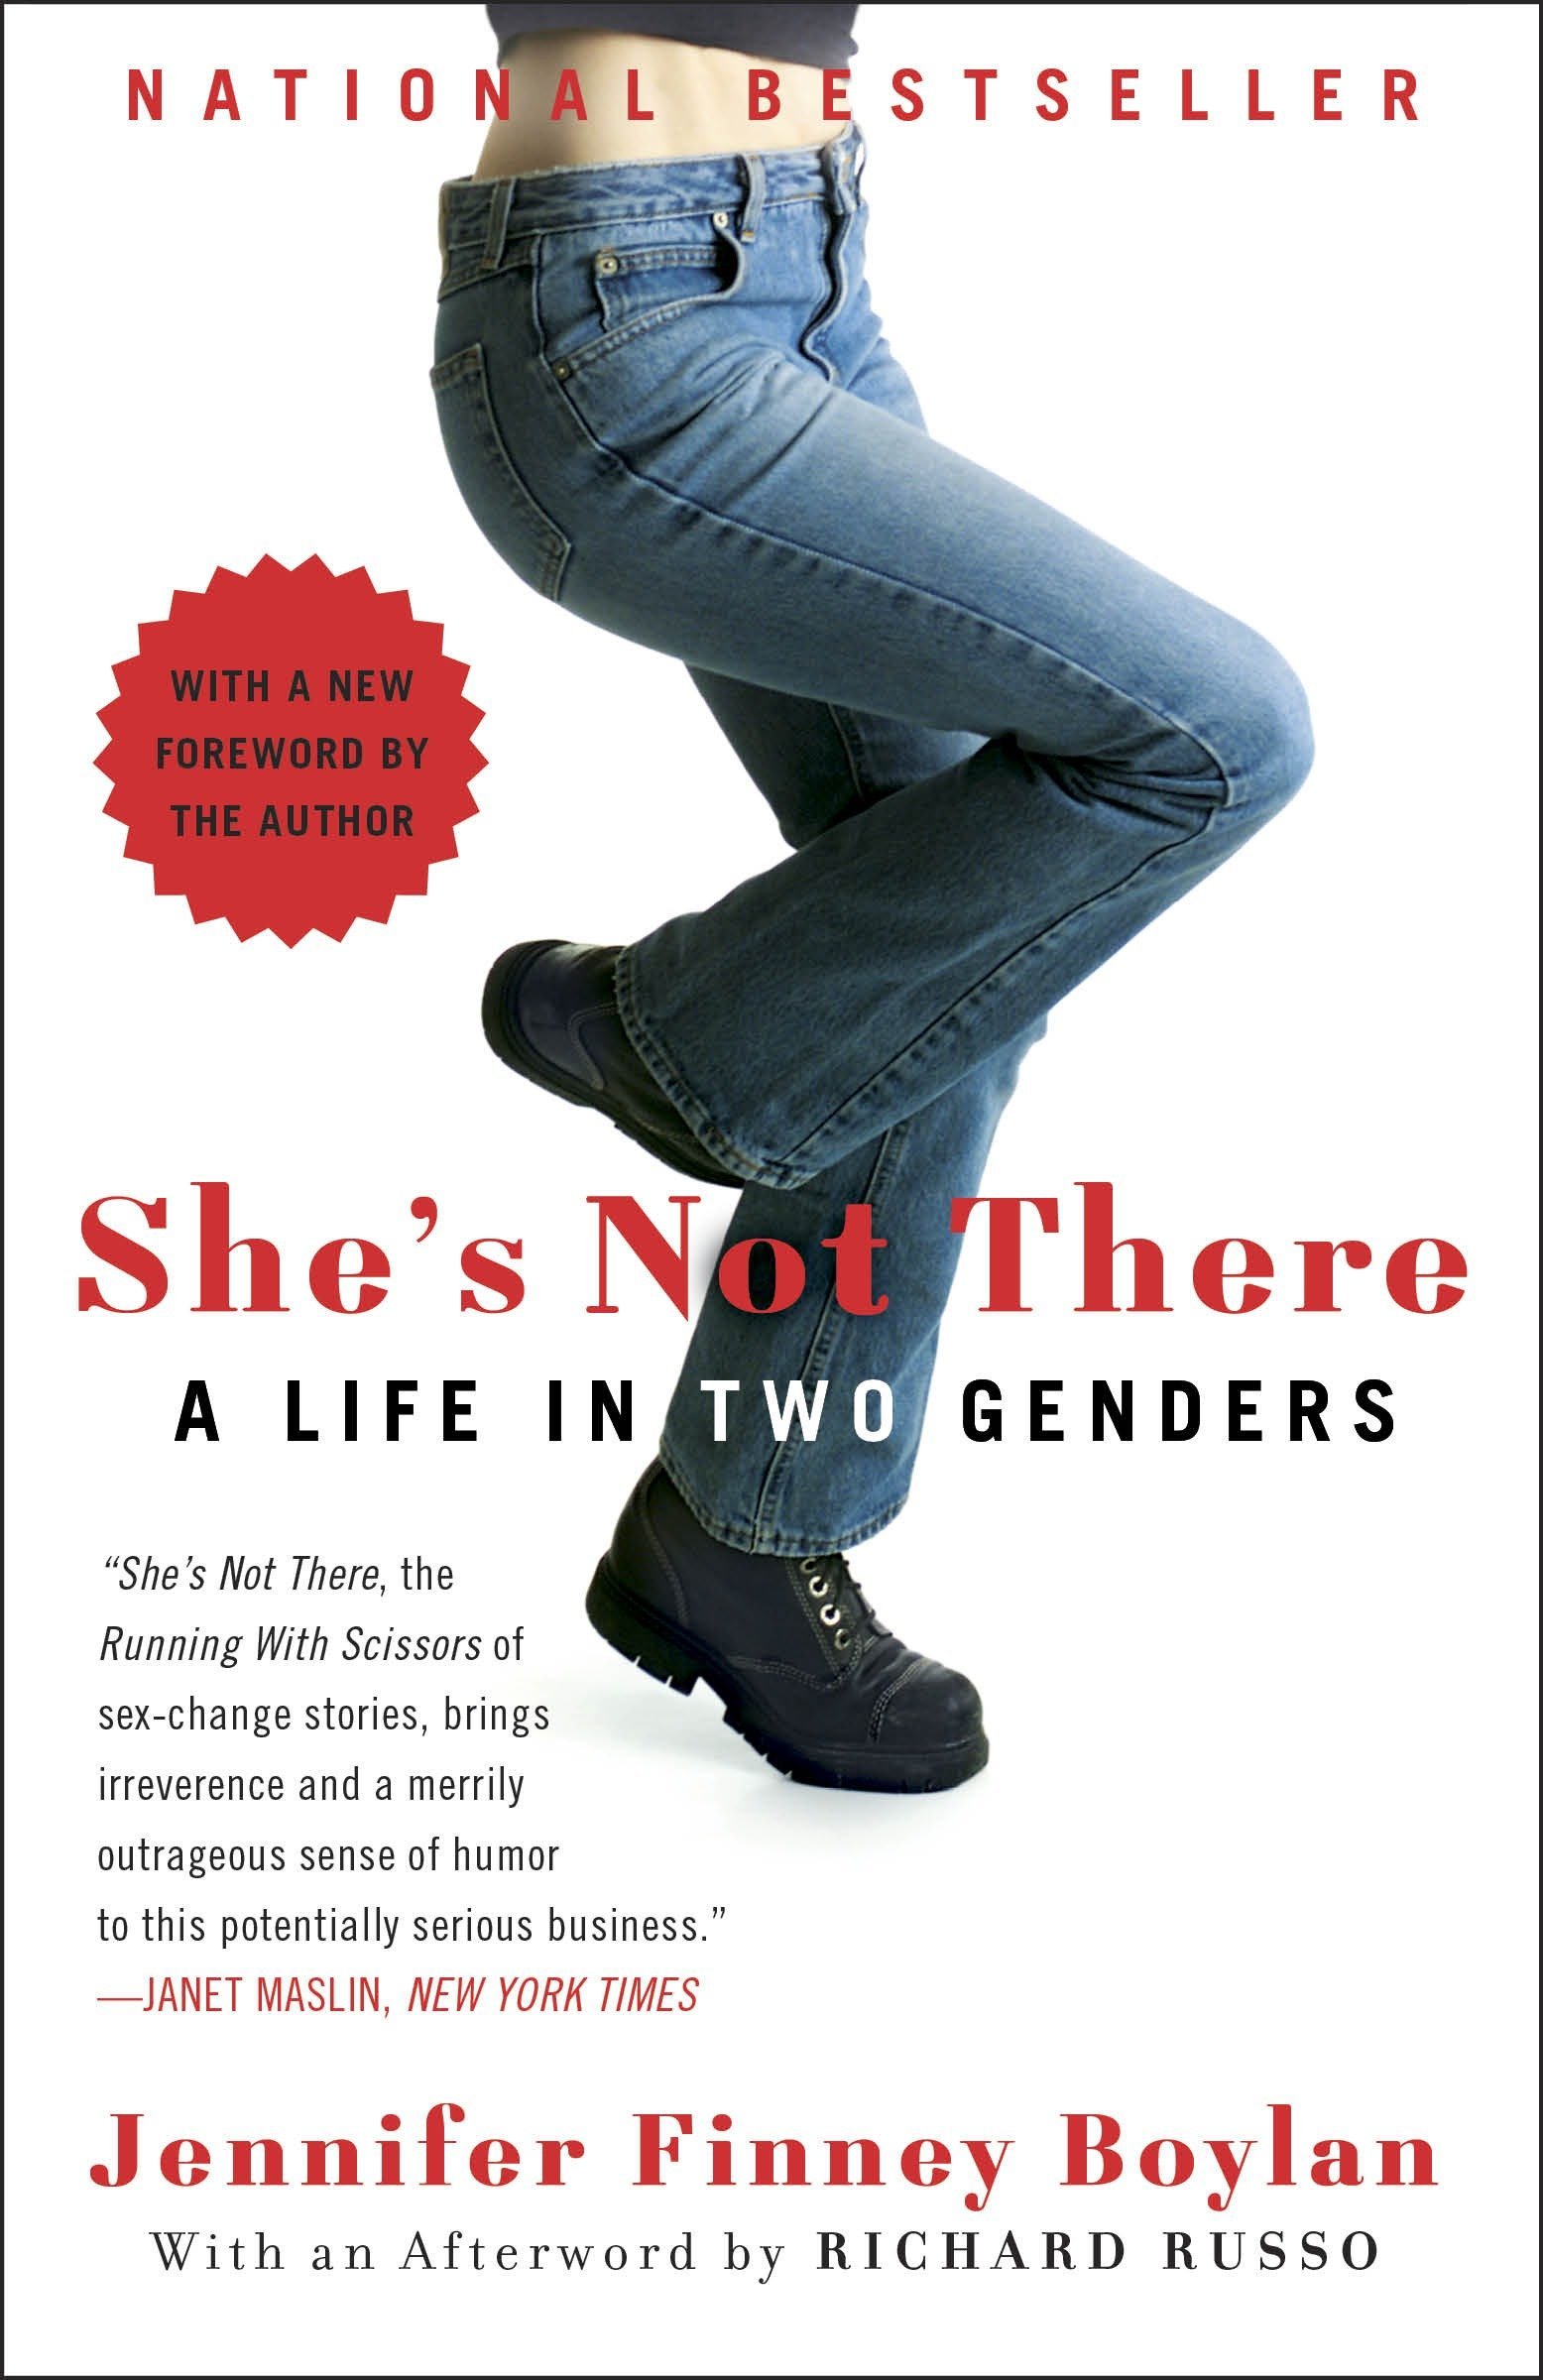 NATIONAL BESTSELLER
WITH A NEW
FOREWORD BY
THE AUTHOR
She’s Not There
A LIFE IN TWO GENDERS
“She’s Not There, the
Running With Scissors of
sex-change stories, brings
irreverence and a merrily
outrageous sense of humor
to this potentially serious business.”
—JANET MASLIN, NEW YORK TIMES
Jennifer Finney Boylan
With an Afterword by RICHARD RUSSO